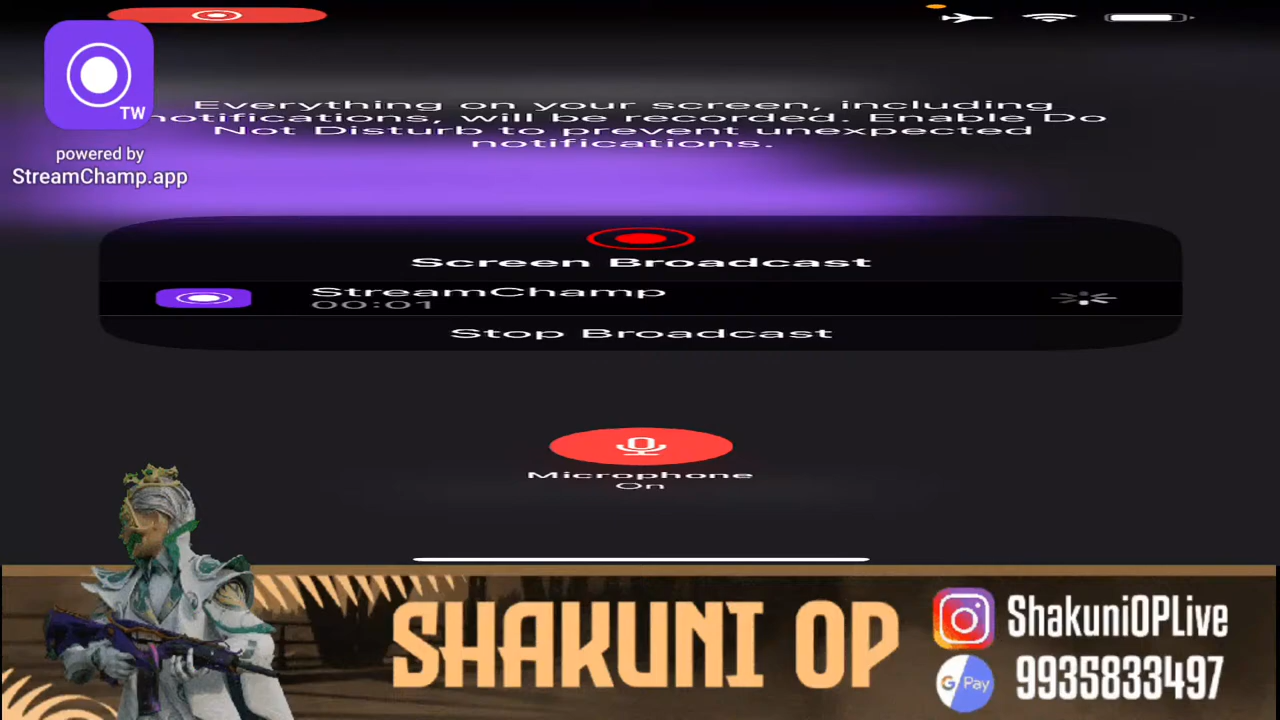 TW
powered by
StreamChamp.app
Everything on your screen, including
notifications, will be recorded. Enable Do
Not Disturb to prevent unexpected
notifications.
Screen Broadcast
StreamChamp
00:01
Stop Broadcast
Microphone
On
SHAKUNI OP
ShakuniOPLive
G Pay
9935833497